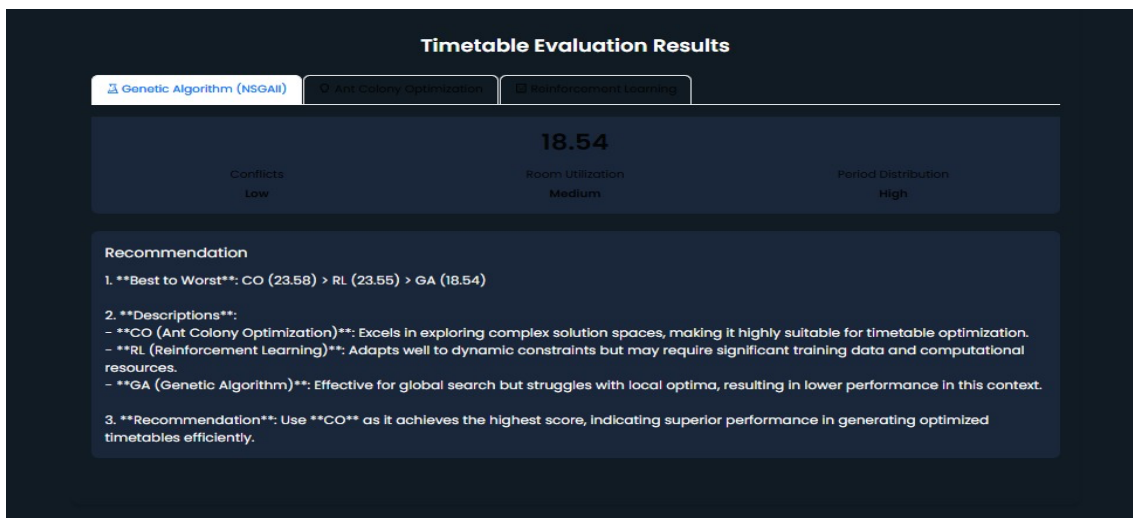 Timetable Evaluation Results
Genetic Algorithm (NSGAII)
Ant Colony Optimization
Reinforcement Learning
18.54
Conflicts
Room Utilization
Period Distribution
Low
Medium
High
Recommendation
1. **Best to Worst**: CO (23.58) > RL (23.55) > GA (18.54)
2. **Descriptions**:
- **CO (Ant Colony Optimization)**: Excels in exploring complex solution spaces, making it highly suitable for timetable optimization.
- **RL (Reinforcement Learning)**: Adapts well to dynamic constraints but may require significant training data and computational
resources.
- **GA (Genetic Algorithm)**: Effective for global search but struggles with local optima, resulting in lower performance in this context.
3. **Recommendation**: Use **CO** as it achieves the highest score, indicating superior performance in generating optimized
timetables efficiently.